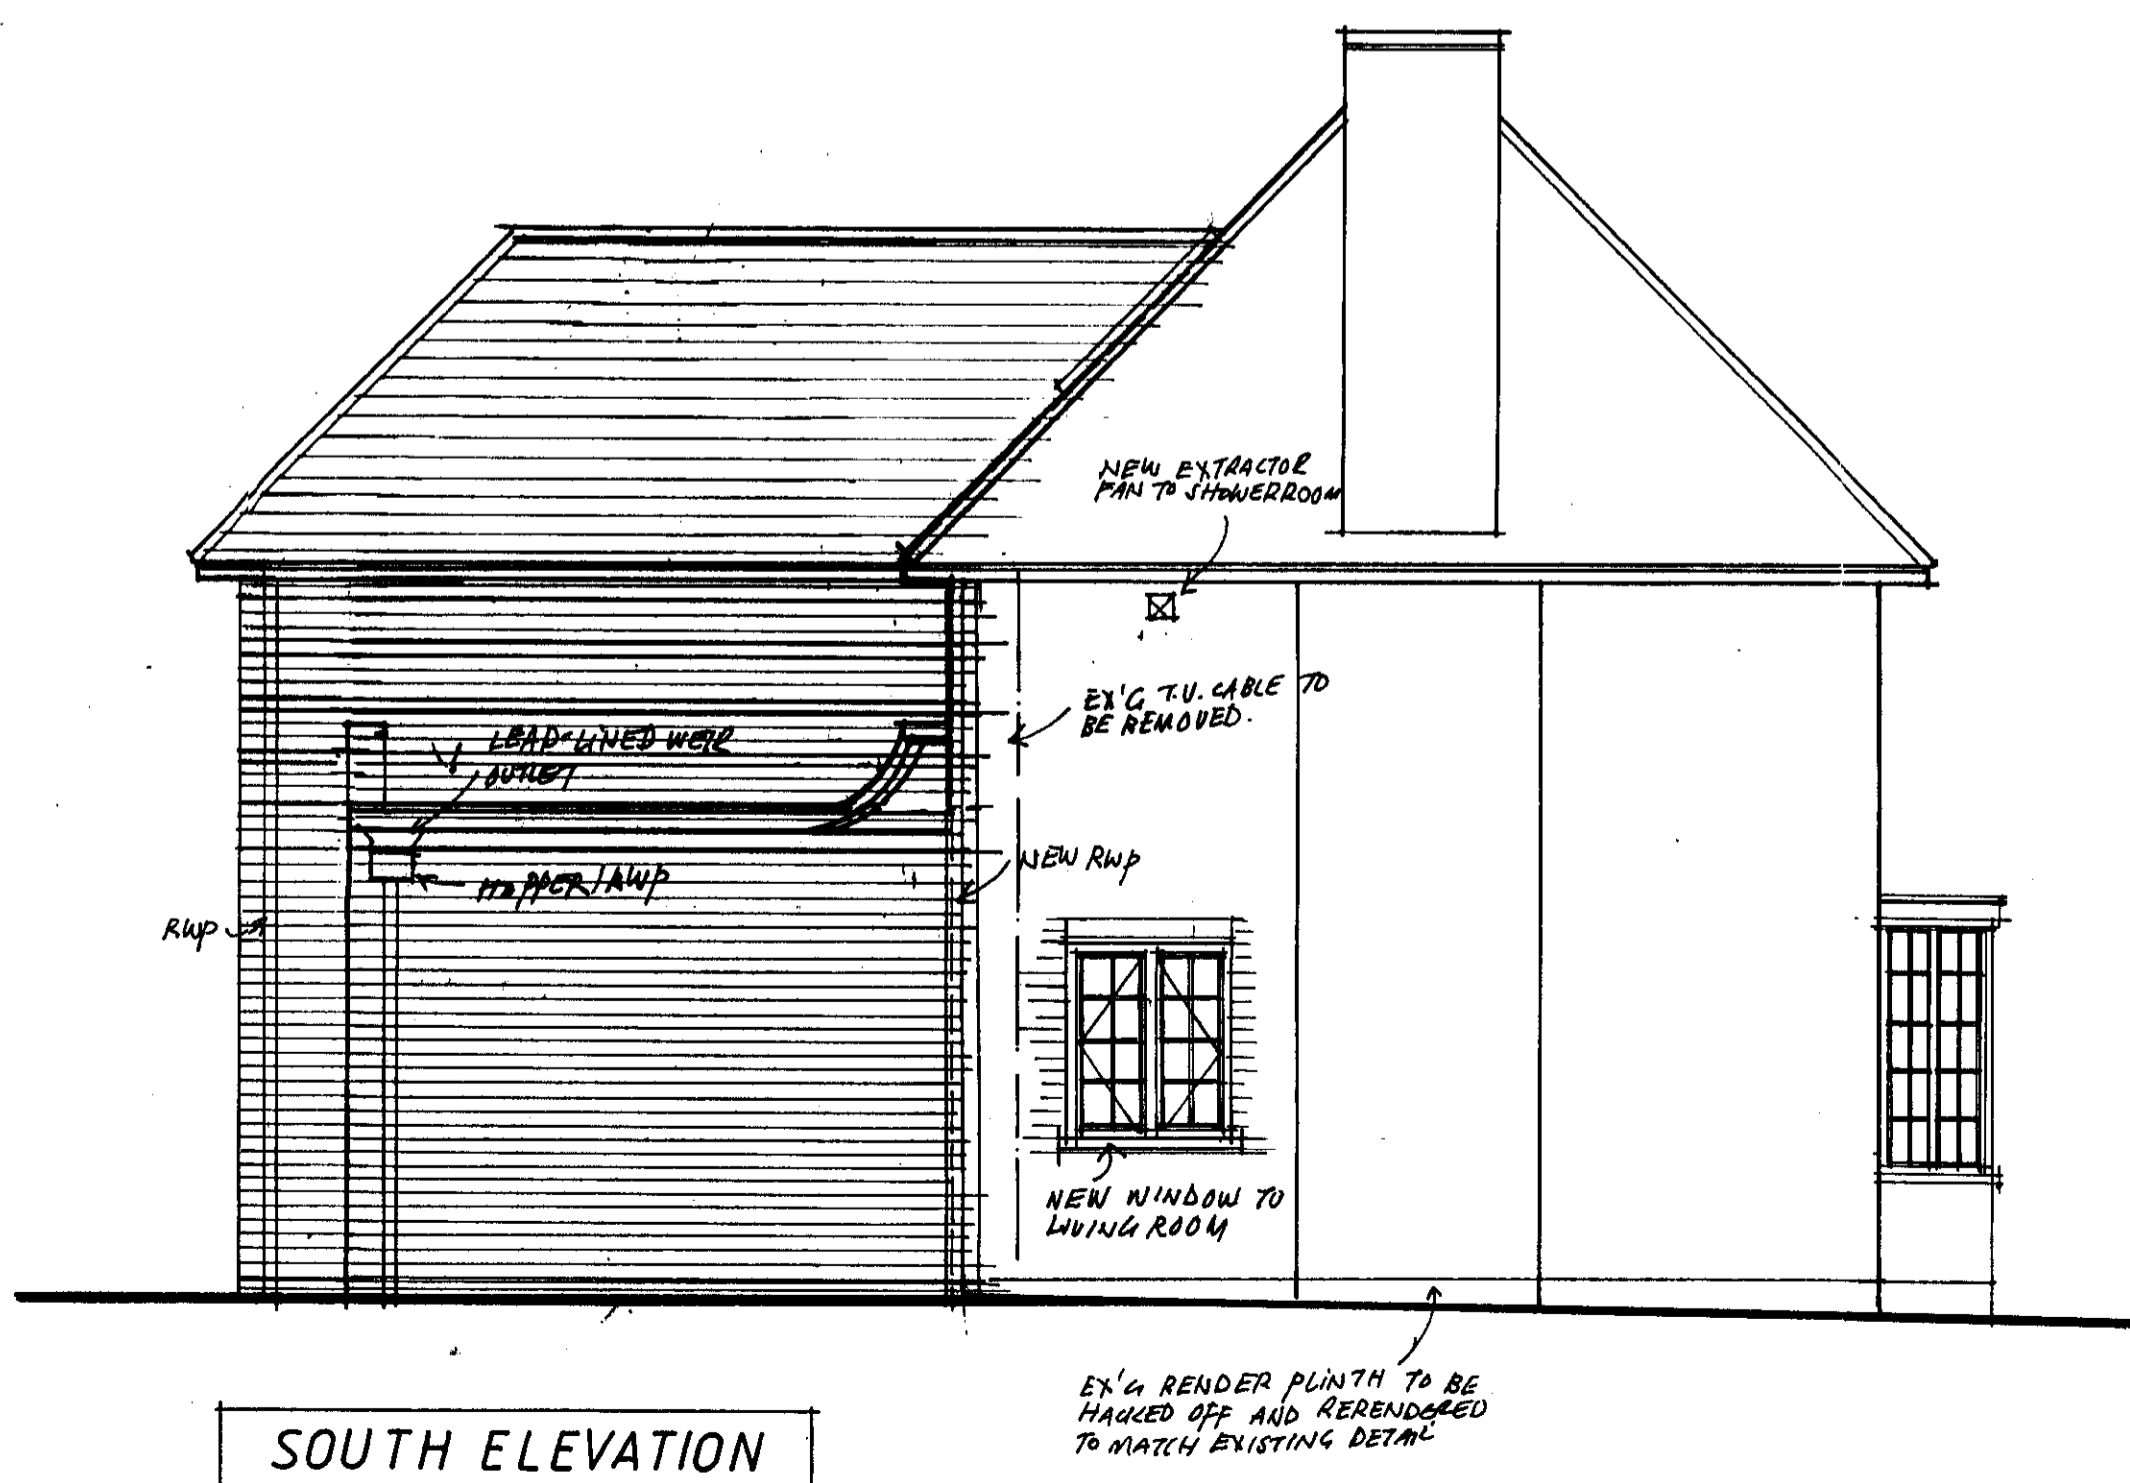 NEW EXTRACTOR
FAN TO SHOWERROOM
EX'G T.V. CABLE TO
BE REMOVED.
LEAD-LINED WEIR
OUTLET
NEW RWP
HOPPER/RWP
RWP
NEW WINDOW TO
LIVING ROOM
EX'G RENDER PLINTH TO BE
HACKED OFF AND RERENDERED
TO MATCH EXISTING DETAIL
SOUTH ELEVATION